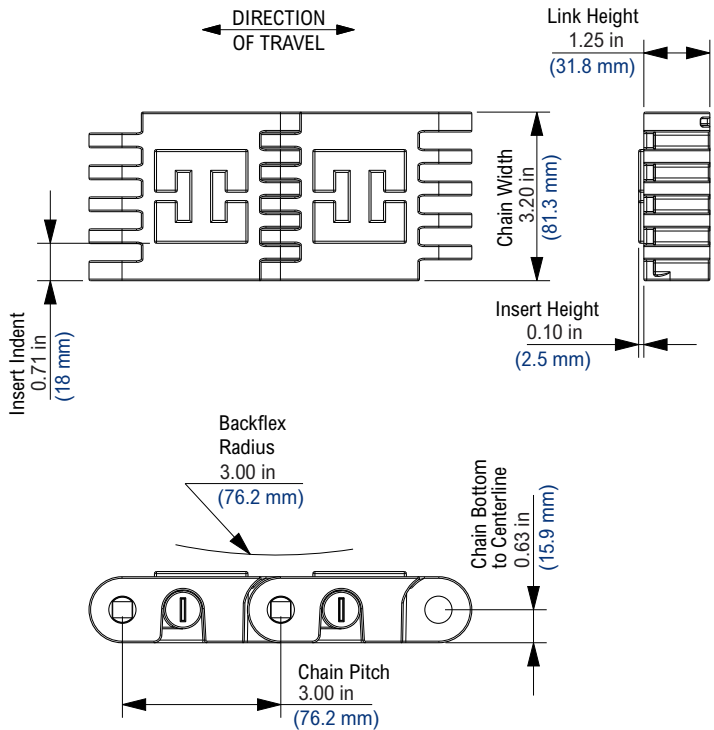 DIRECTION
OF TRAVEL
Link Height
1.25 in
(31.8 mm)
Chain Width
3.20 in
(81.3 mm)
Insert Height
0.10 in
(2.5 mm)
Insert Indent
0.71 in
(18 mm)
Backflex
Radius
3.00 in
(76.2 mm)
Chain Bottom
to Centerline
0.63 in
(15.9 mm)
Chain Pitch
3.00 in
(76.2 mm)